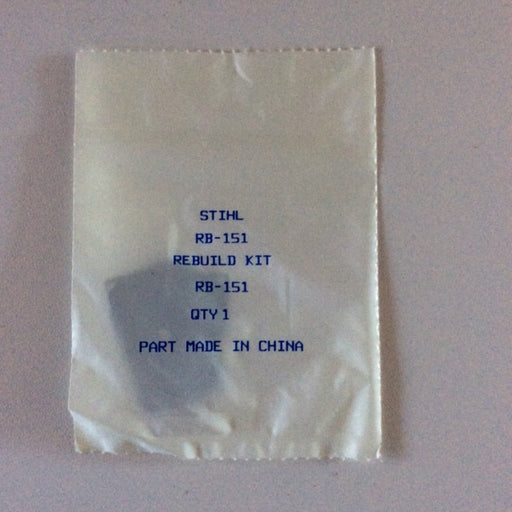 STIHL
RB-151
REBUILD KIT
RB-151
QTY 1
PART MADE IN CHINA